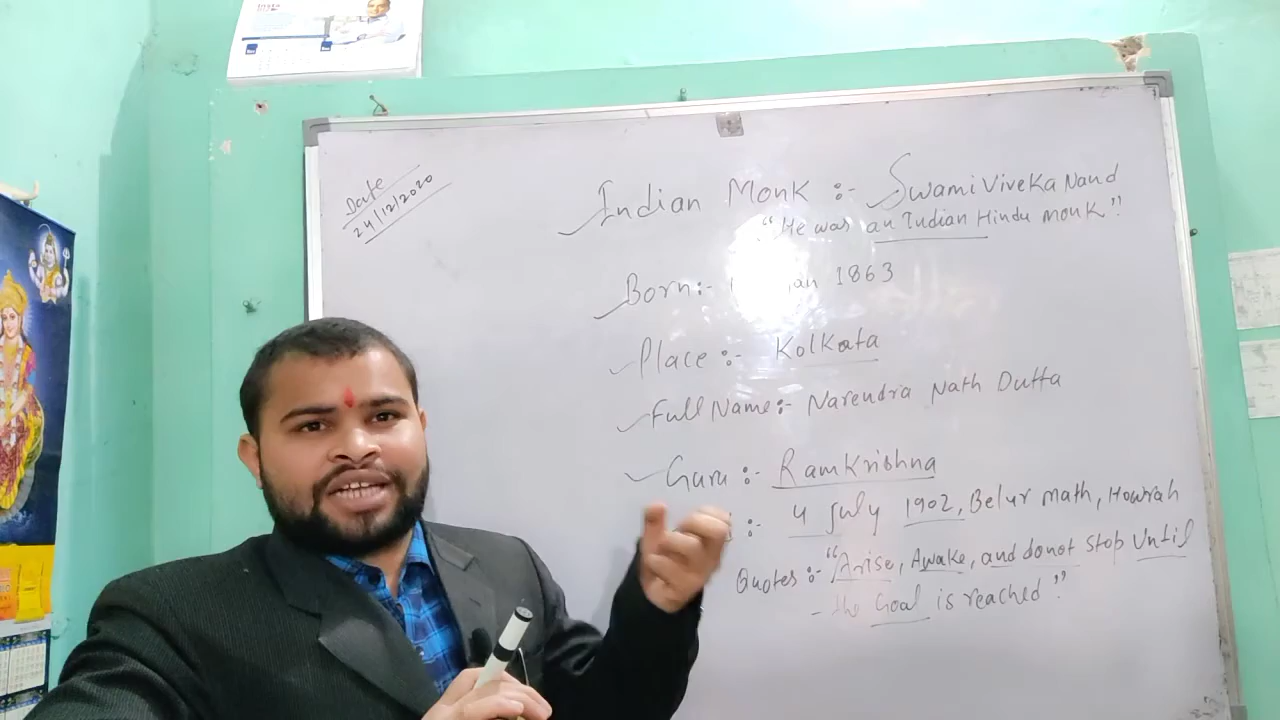 Date
24/12/2020
Indian Monk :- Swami Vivekanand
"He was an Indian Hindu monk"
Born:- Jan 1863
Place :- Kolkata
Full Name:- Narendra Nath Dutta
Guru :- RamKrishna
:- 4 July 1902, Belur math, Howrah
Quotes :- "Arise, Awake, and donot stop Until
- the Goal is reached"